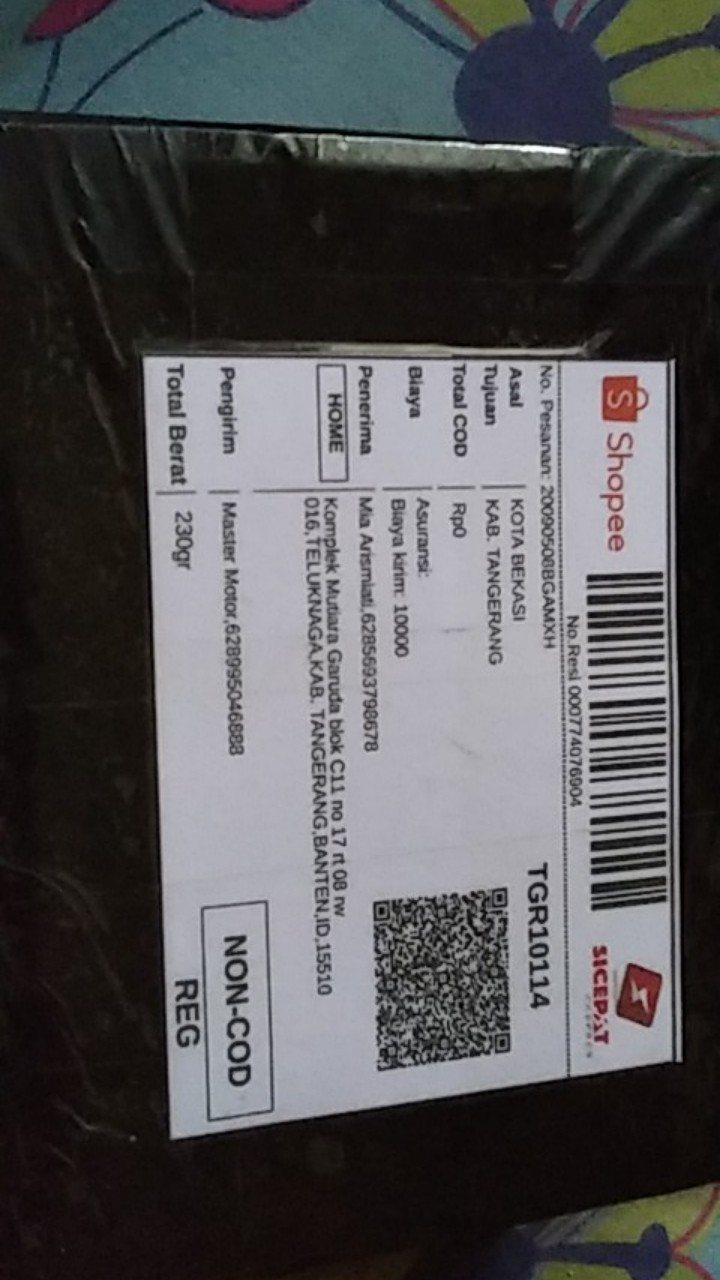 Shopee
SICEPAT
No.Resi 000774076904
No. Pesanan: 20090508BGAMXH
Asal KOTA BEKASI
TGR10114
Tujuan KAB. TANGERANG
Total COD Rp0
Biaya Asuransi:
Biaya kirim: 10000
Penerima Mia Arismiati,6285693798678
HOME Komplek Mutiara Garuda blok C11 no 17 rt 08 rw
016,TELUKNAGA,KAB. TANGERANG,BANTEN,ID,15510
Pengirim Master Motor,628995046888
NON-COD
Total Berat 230gr
REG